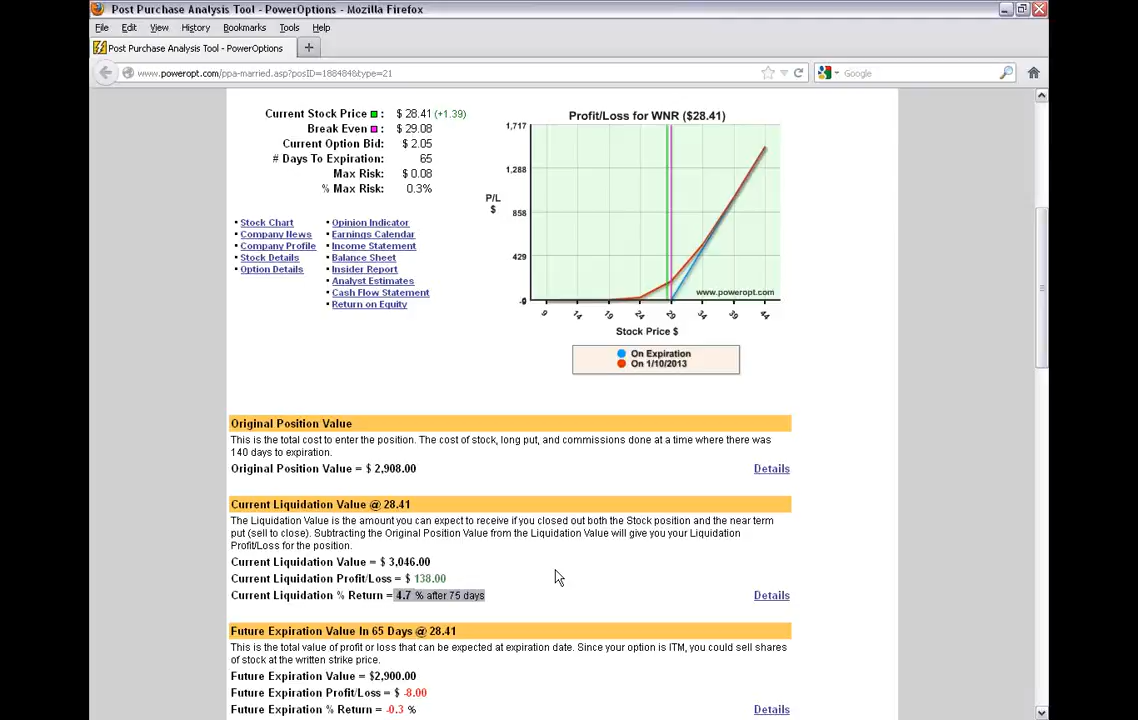 Post Purchase Analysis Tool - PowerOptions - Mozilla Firefox
File Edit View History Bookmarks Tools Help
Post Purchase Analysis Tool - PowerOptions
www.poweropt.com/ppa-married.asp?posID=188484&type=21
Google
Current Stock Price : $ 28.41 (+1.39)
Break Even : $ 29.08
Current Option Bid: $ 2.05
# Days To Expiration: 65
Max Risk: $ 0.08
% Max Risk: 0.3%
Stock Chart
Company News
Company Profile
Stock Details
Option Details
Opinion Indicator
Earnings Calendar
Income Statement
Balance Sheet
Insider Report
Analyst Estimates
Cash Flow Statement
Return on Equity
Profit/Loss for WNR ($28.41)
1,717
1,288
858
429
-9
P/L
$
9 14 19 24 29 34 39 44
www.poweropt.com
Stock Price $
On Expiration
On 1/10/2013
Original Position Value
This is the total cost to enter the position. The cost of stock, long put, and commissions done at a time where there was
140 days to expiration.
Original Position Value = $ 2,908.00
Details
Current Liquidation Value @ 28.41
The Liquidation Value is the amount you can expect to receive if you closed out both the Stock position and the near term
put (sell to close). Subtracting the Original Position Value from the Liquidation Value will give you your Liquidation
Profit/Loss for the position.
Current Liquidation Value = $ 3,046.00
Current Liquidation Profit/Loss = $ 138.00
Current Liquidation % Return = 4.7 % after 75 days
Details
Future Expiration Value In 65 Days @ 28.41
This is the total value of profit or loss that can be expected at expiration date. Since your option is ITM, you could sell shares
of stock at the written strike price.
Future Expiration Value = $2,900.00
Future Expiration Profit/Loss = $ -8.00
Future Expiration % Return = -0.3 %
Details